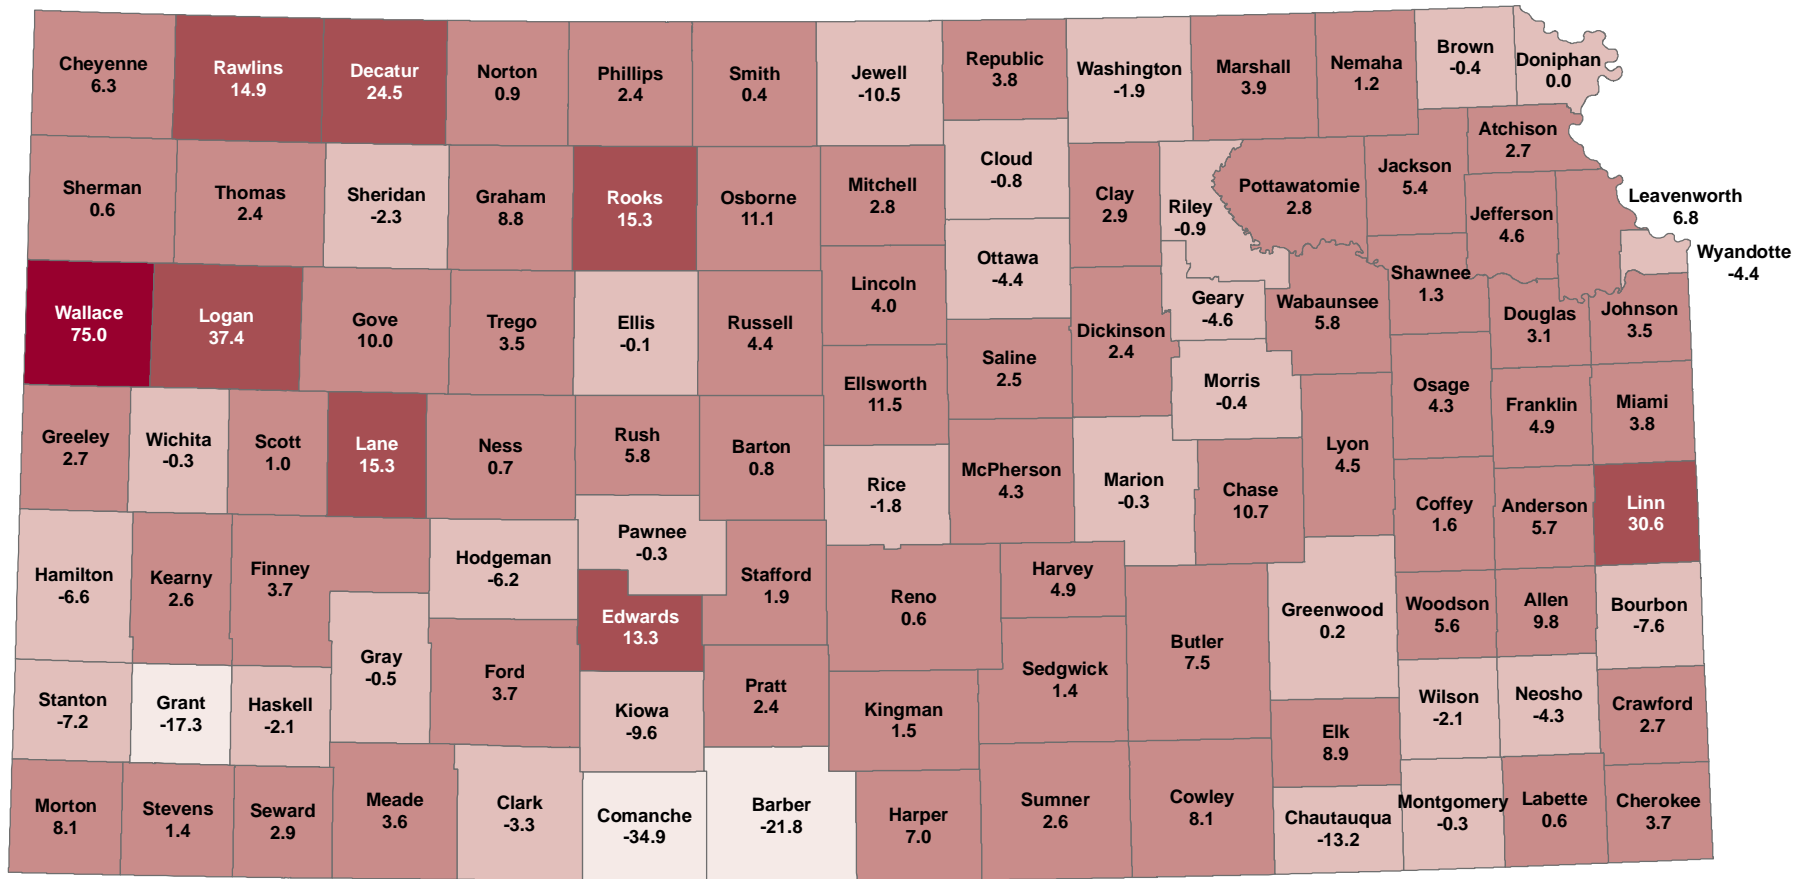 Cheyenne
6.3
Rawlins
14.9
Decatur
24.5
Norton
0.9
Phillips
2.4
Smith
0.4
Jewell
-10.5
Republic
3.8
Washington
-1.9
Marshall
3.9
Nemaha
1.2
Brown
-0.4
Doniphan
0.0
Atchison
2.7
Sherman
0.6
Thomas
2.4
Sheridan
-2.3
Graham
8.8
Rooks
15.3
Osborne
11.1
Mitchell
2.8
Cloud
-0.8
Clay
2.9
Riley
-0.9
Pottawatomie
2.8
Jackson
5.4
Jefferson
4.6
Leavenworth
6.8
Wyandotte
-4.4
Wallace
75.0
Logan
37.4
Gove
10.0
Trego
3.5
Ellis
-0.1
Russell
4.4
Lincoln
4.0
Ottawa
-4.4
Dickinson
2.4
Geary
-4.6
Wabaunsee
5.8
Shawnee
1.3
Douglas
3.1
Johnson
3.5
Ellsworth
11.5
Saline
2.5
Morris
-0.4
Osage
4.3
Franklin
4.9
Miami
3.8
Greeley
2.7
Wichita
-0.3
Scott
1.0
Lane
15.3
Ness
0.7
Rush
5.8
Barton
0.8
Rice
-1.8
McPherson
4.3
Marion
-0.3
Chase
10.7
Lyon
4.5
Coffey
1.6
Anderson
5.7
Linn
30.6
Hamilton
-6.6
Kearny
2.6
Finney
3.7
Hodgeman
-6.2
Pawnee
-0.3
Stafford
1.9
Edwards
13.3
Reno
0.6
Harvey
4.9
Greenwood
0.2
Woodson
5.6
Allen
9.8
Bourbon
-7.6
Gray
-0.5
Ford
3.7
Butler
7.5
Sedgwick
1.4
Stanton
-7.2
Grant
-17.3
Haskell
-2.1
Kiowa
-9.6
Pratt
2.4
Kingman
1.5
Elk
8.9
Wilson
-2.1
Neosho
-4.3
Crawford
2.7
Morton
8.1
Stevens
1.4
Seward
2.9
Meade
3.6
Clark
-3.3
Comanche
-34.9
Barber
-21.8
Harper
7.0
Sumner
2.6
Cowley
8.1
Chautauqua
-13.2
Montgomery
-0.3
Labette
0.6
Cherokee
3.7